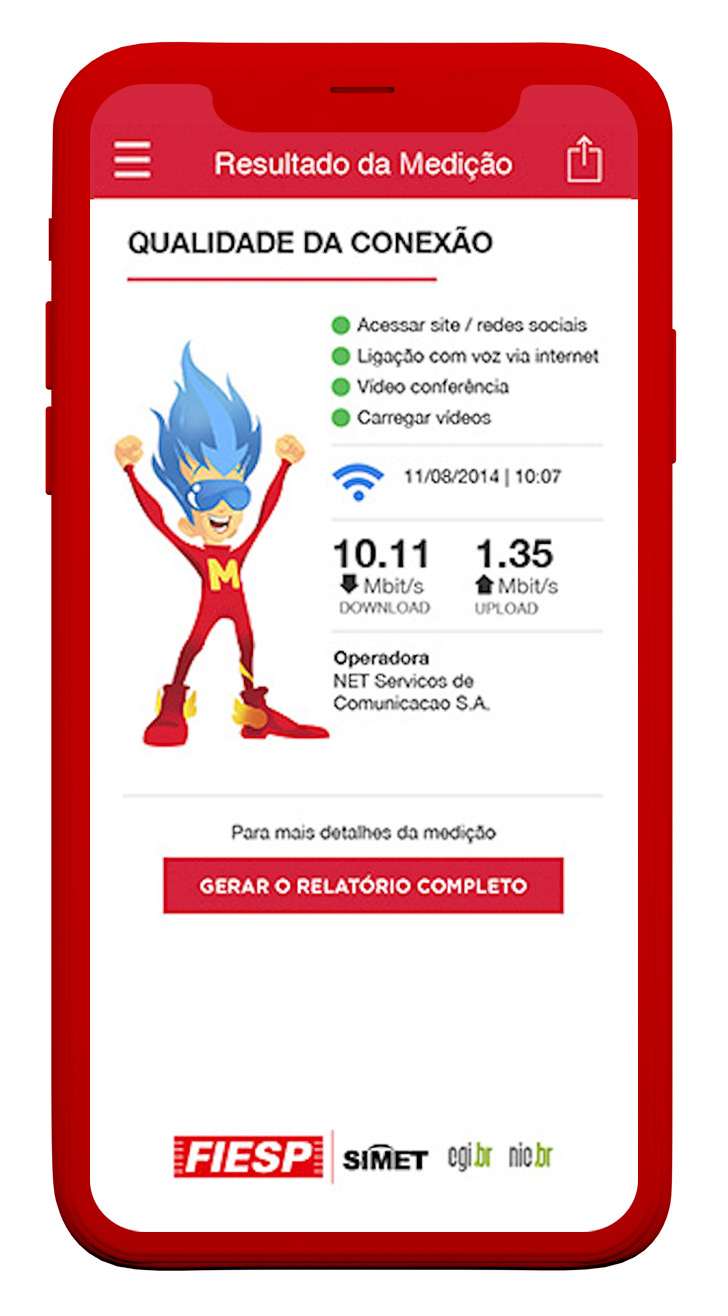 Resultado da Medição
QUALIDADE DA CONEXÃO
Acessar site / redes sociais
Ligação com voz via internet
Vídeo conferência
Carregar vídeos
11/08/2014 | 10:07
10.11 1.35
Mbit/s Mbit/s
DOWNLOAD UPLOAD
M
Operadora
NET Servicos de
Comunicacao S.A.
Para mais detalhes da medição
GERAR O RELATÓRIO COMPLETO
FIESP SIMET cgi.br nic.br